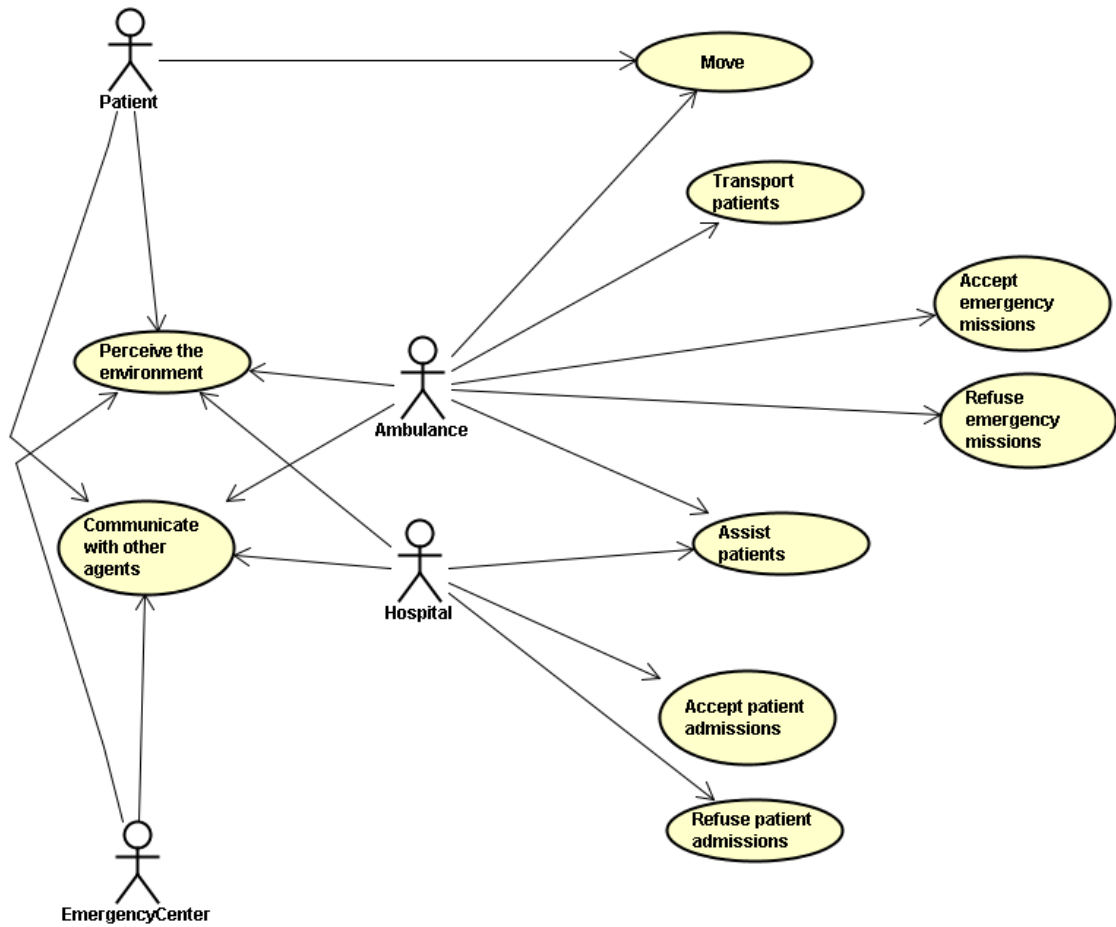 Patient
Move
Transport
patients
Accept
emergency
missions
Perceive the
environment
Ambulance
Refuse
emergency
missions
Communicate
with other
agents
Hospital
Assist
patients
Accept patient
admissions
Refuse patient
admissions
EmergencyCenter